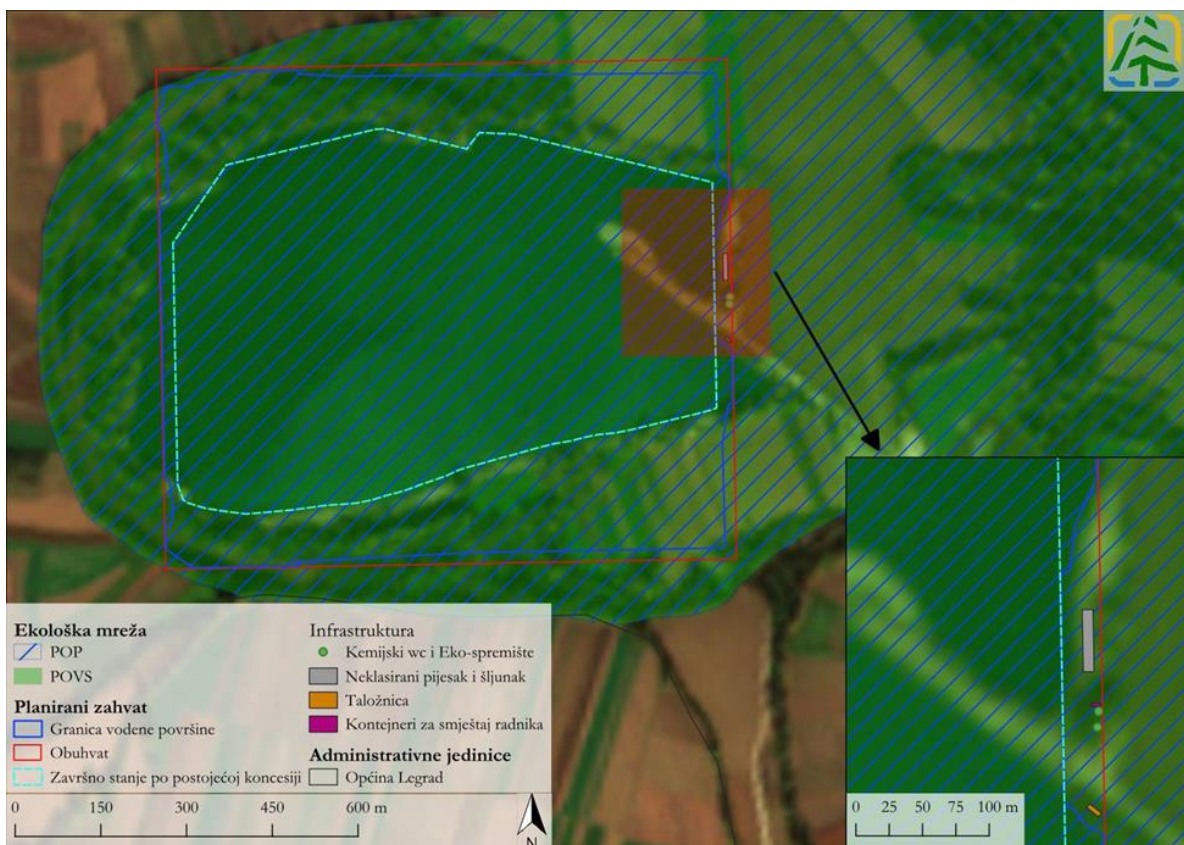 Ekološka mreža
POP
POVS
Planirani zahvat
Granica vodene površine
Obuhvat
Završno stanje po postojećoj koncesiji
Infrastruktura
Kemijski wc i Eko-spremište
Neklasirani pijesak i šljunak
Taložnica
Kontejneri za smještaj radnika
Administrativne jedinice
Općina Legrad
0 150 300 450 600 m
N
0 25 50 75 100 m